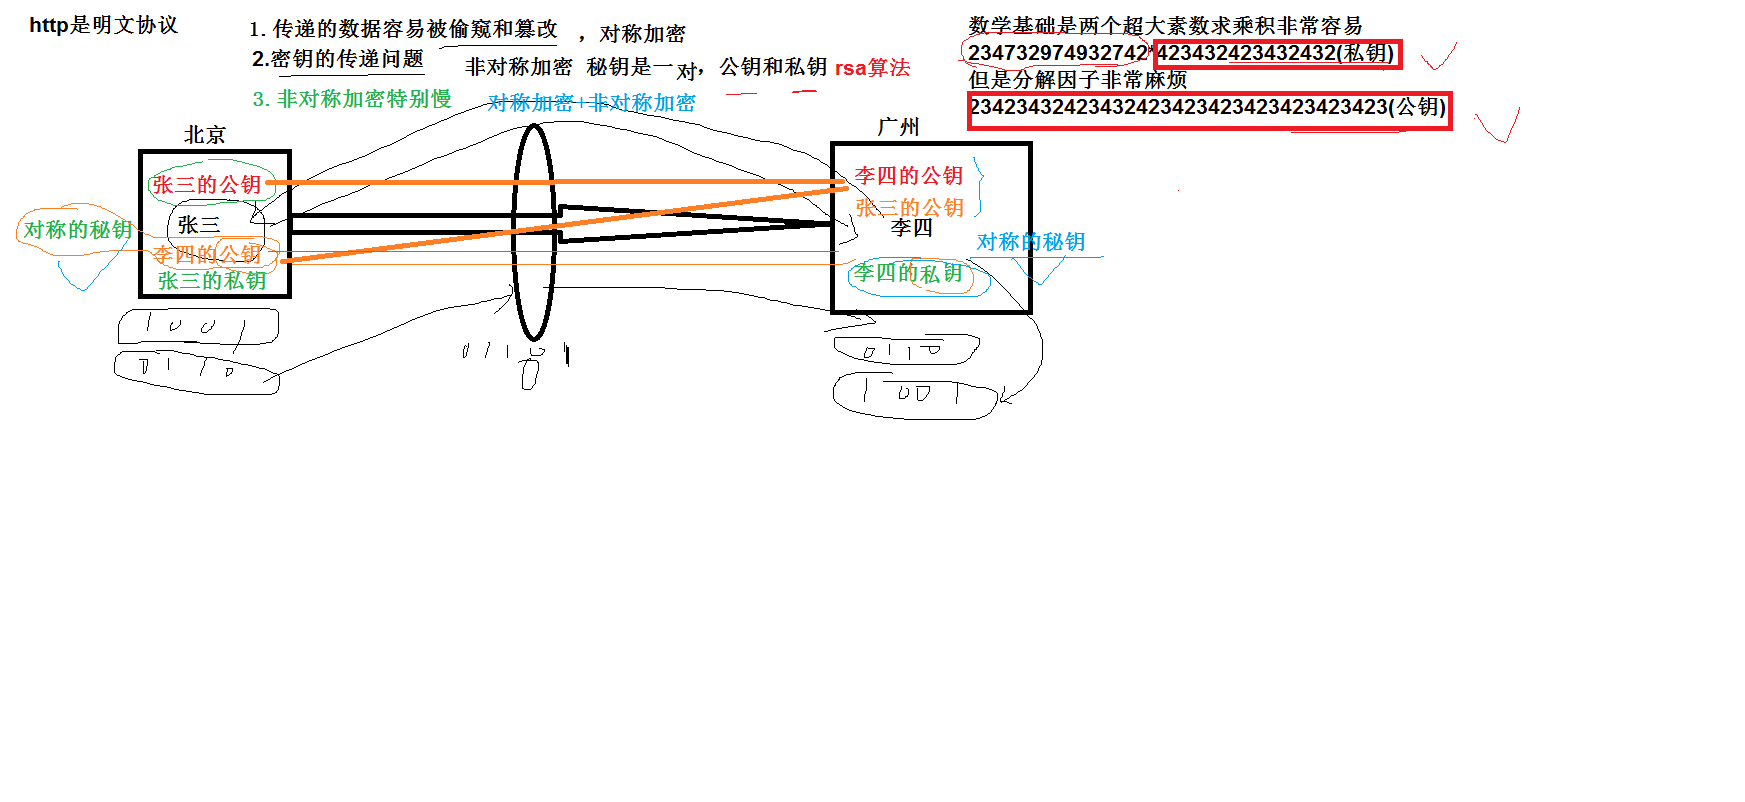 http是明文协议
1. 传递的数据容易被偷窥和篡改 ，对称加密
2.密钥的传递问题 非对称加密 秘钥是一对，公钥和私钥 rsa算法
3. 非对称加密特别慢 对称加密+非对称加密
数学基础是两个超大素数求乘积非常容易
234732974932742*423432423432432(私钥)
但是分解因子非常麻烦
23423432423432423423423423423423423(公钥)
北京
张三的公钥
张三
对称的秘钥
李四的公钥
张三的私钥
1001
0110
01101
0
广州
李四的公钥
张三的公钥
李四
对称的秘钥
李四的私钥
0110
1001